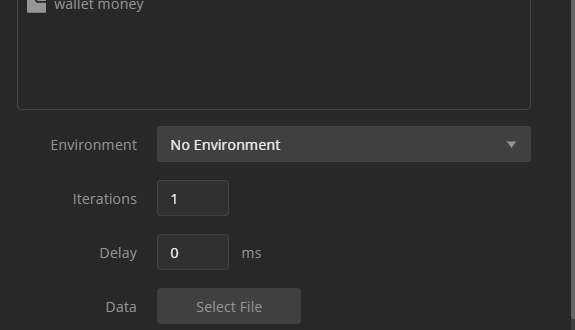 wallet money
Environment No Environment
Iterations 1
Delay 0 ms
Data Select File